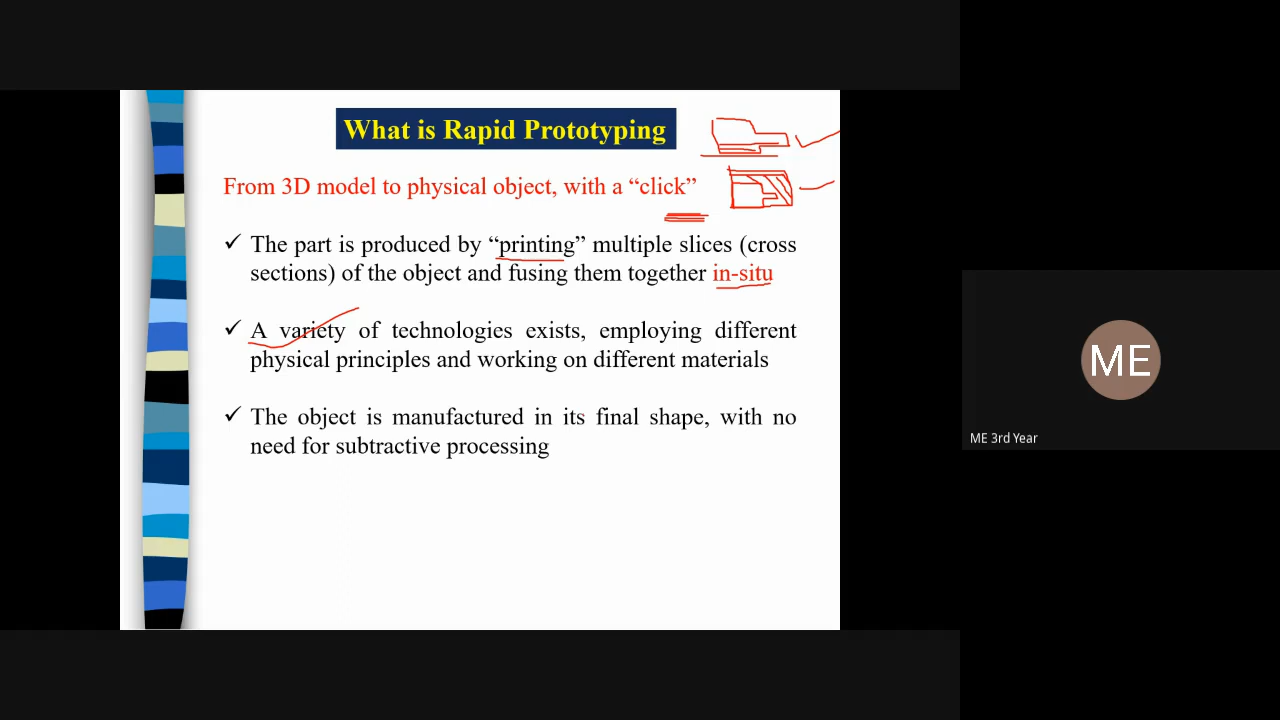 What is Rapid Prototyping
From 3D model to physical object, with a “click”
✓ The part is produced by “printing” multiple slices (cross
sections) of the object and fusing them together in-situ
✓ A variety of technologies exists, employing different
physical principles and working on different materials
✓ The object is manufactured in its final shape, with no
need for subtractive processing
ME
ME 3rd Year